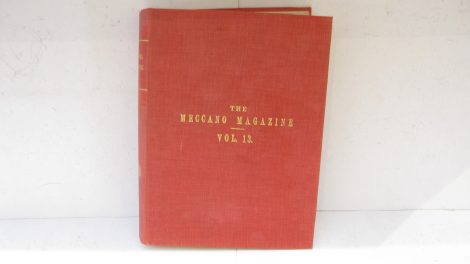 THE
MECCANO MAGAZINE
VOL. 13.